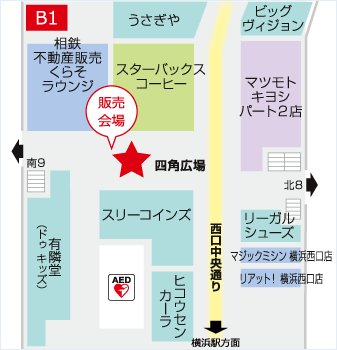 B1
うさぎや
ビッグ
ヴィジョン
相鉄
不動産販売
くらそ
ラウンジ
スターバックス
コーヒー
マツモト
キヨシ
パート2店
販売
会場
四角広場
南9
北8
スリーコインズ
リーガル
シューズ
西口中央通り
有隣堂
(ドゥ キッズ)
マジックミシン 横浜西口店
リアット! 横浜西口店
AED
ヒコウセン
カーラ
横浜駅方面